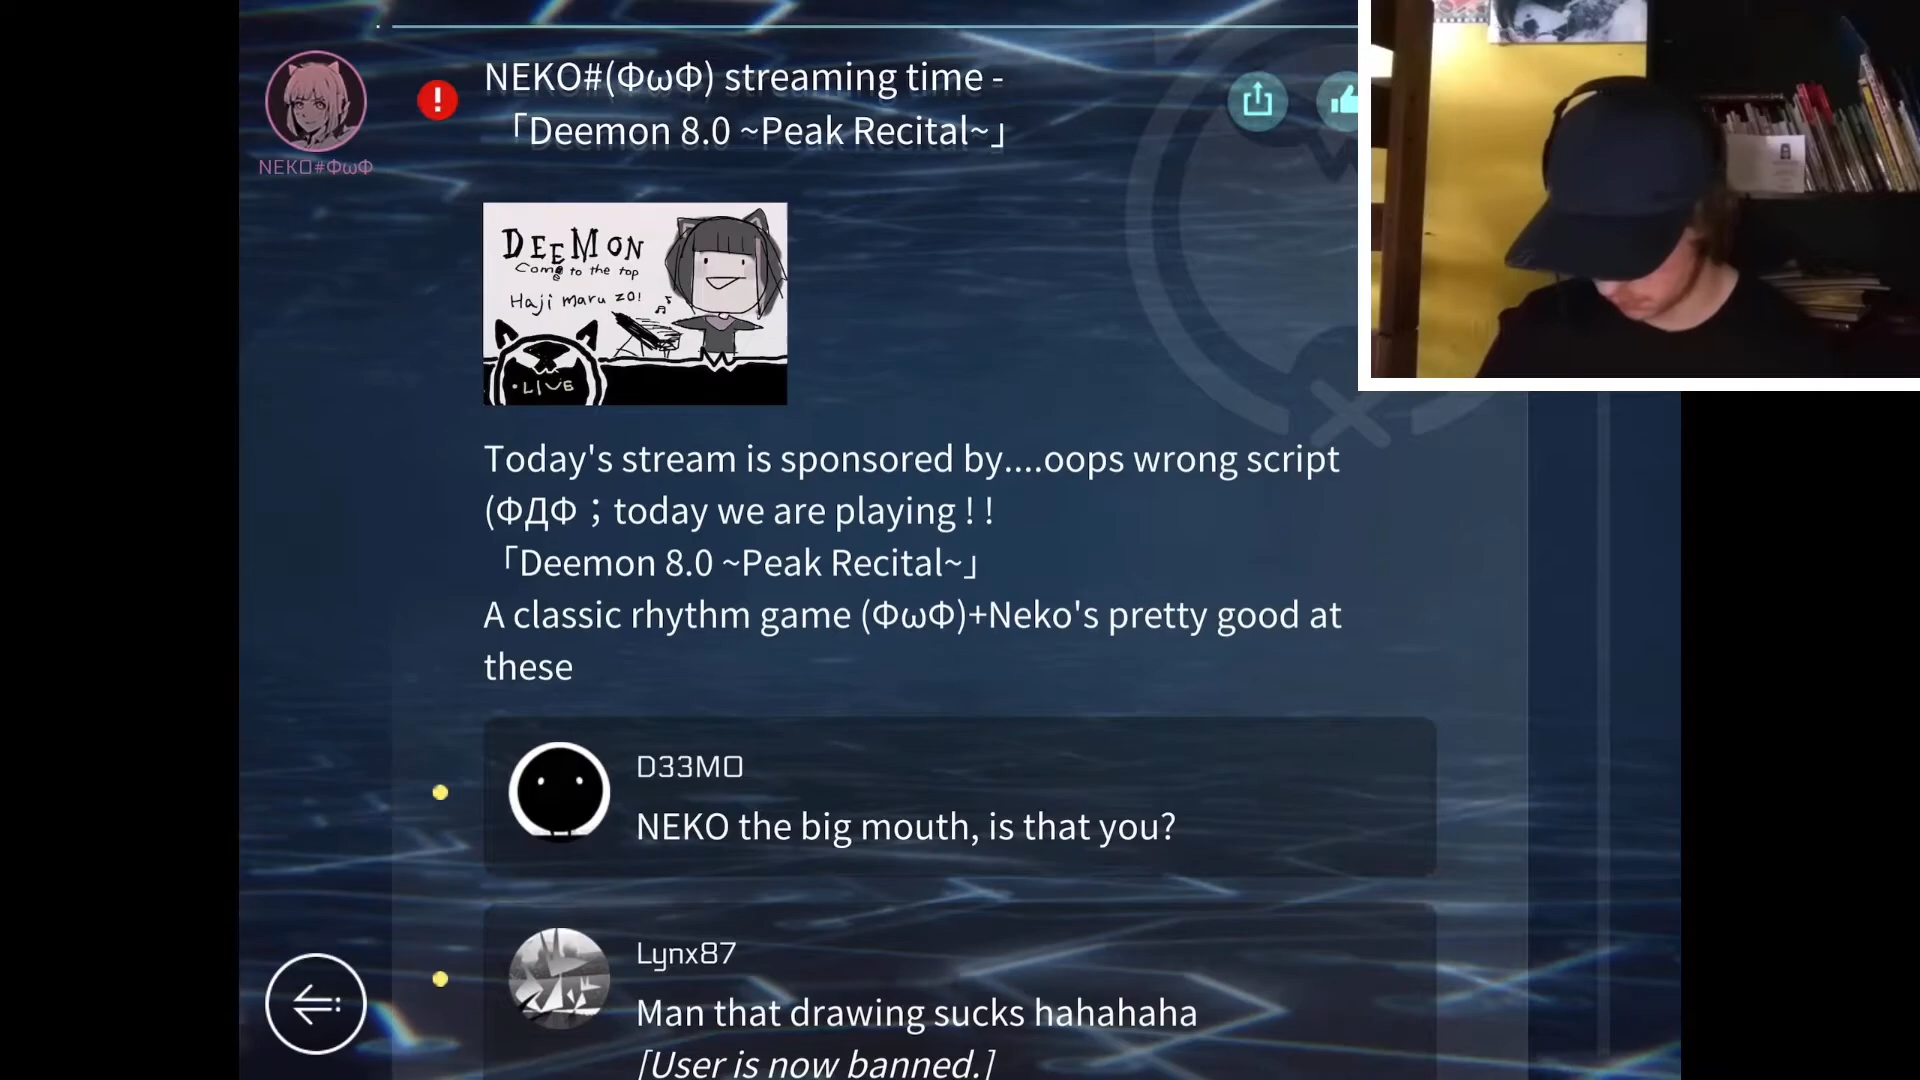 NEKO#(ΦωΦ) streaming time -
「Deemon 8.0 ~Peak Recital~」
NEKO#ΦωΦ
DEEMON
Come to the top
Haji maru zo!
•LIVE
Today's stream is sponsored by....oops wrong script
(ΦДΦ；today we are playing！！
「Deemon 8.0 ~Peak Recital~」
A classic rhythm game (ΦωΦ)+Neko's pretty good at
these
D33MO
NEKO the big mouth, is that you?
Lynx87
Man that drawing sucks hahahaha
[User is now banned.]